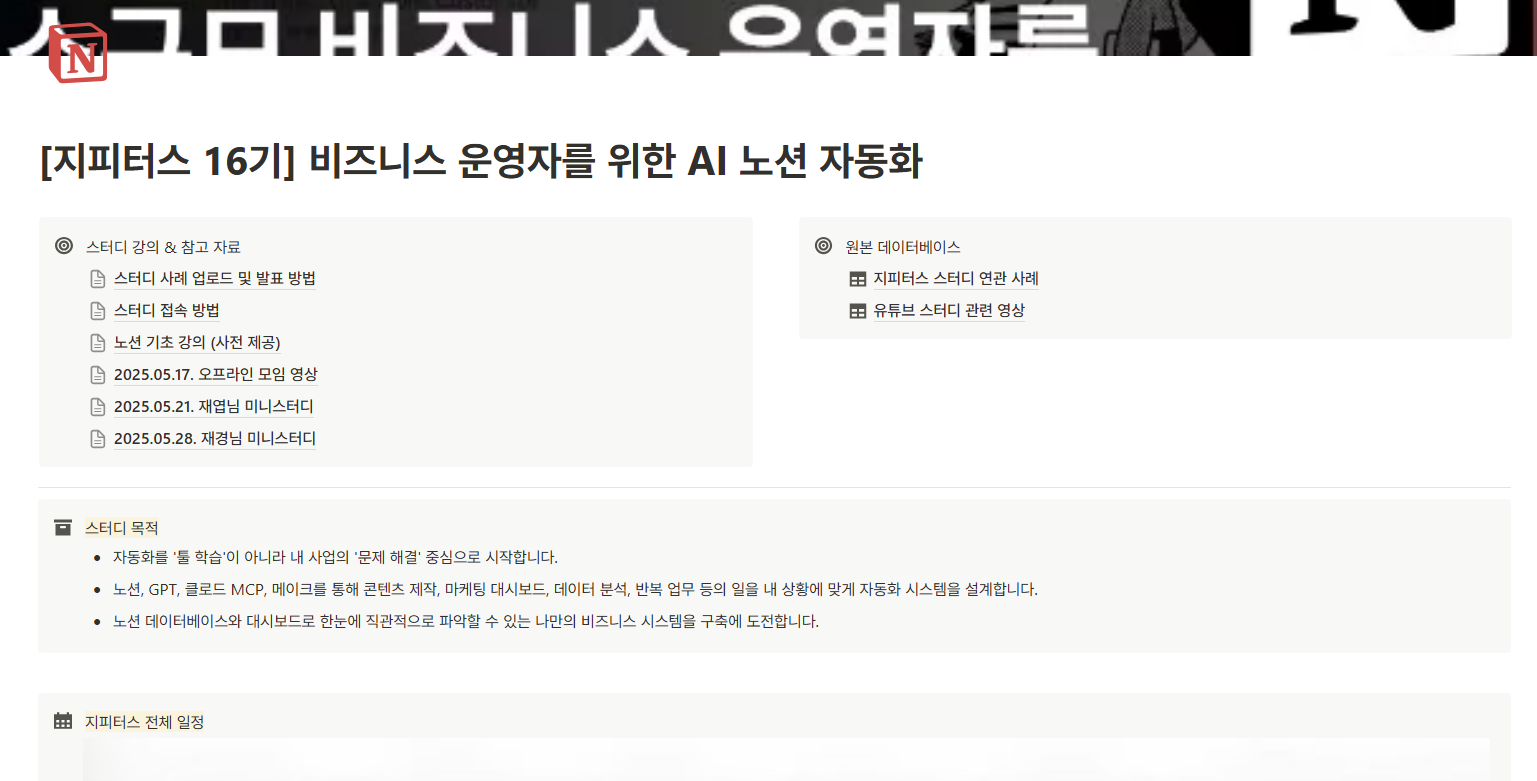 소규모 비즈니스 운영자를
N
[지피터스 16기] 비즈니스 운영자를 위한 AI 노션 자동화
스터디 강의 & 참고 자료
스터디 사례 업로드 및 발표 방법
스터디 접속 방법
노션 기초 강의 (사전 제공)
2025.05.17. 오프라인 모임 영상
2025.05.21. 재엽님 미니스터디
2025.05.28. 재경님 미니스터디
원본 데이터베이스
지피터스 스터디 연관 사례
유튜브 스터디 관련 영상
스터디 목적
• 자동화를 '툴 학습'이 아니라 내 사업의 '문제 해결' 중심으로 시작합니다.
• 노션, GPT, 클로드 MCP, 메이크를 통해 콘텐츠 제작, 마케팅 대시보드, 데이터 분석, 반복 업무 등의 일을 내 상황에 맞게 자동화 시스템을 설계합니다.
• 노션 데이터베이스와 대시보드로 한눈에 직관적으로 파악할 수 있는 나만의 비즈니스 시스템을 구축에 도전합니다.
지피터스 전체 일정